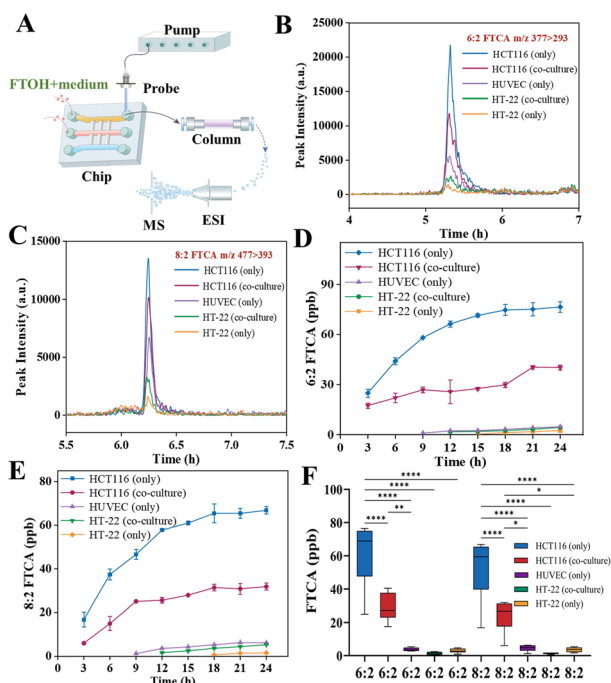 A
Pump
FTOH+medium
Probe
Column
Chip
MS
ESI
B
Peak Intensity (a.u.)
25000
20000
15000
10000
5000
0
6:2 FTCA m/z 377>293
HCT116 (only)
HCT116 (co-culture)
HUVEC (only)
HT-22 (co-culture)
HT-22 (only)
4 5 6 7
Time (h)
C
Peak Intensity (a.u.)
15000
10000
5000
0
8:2 FTCA m/z 477>393
HCT116 (only)
HCT116 (co-culture)
HUVEC (only)
HT-22 (co-culture)
HT-22 (only)
5.5 6.0 6.5 7.0 7.5
Time (h)
D
6:2 FTCA (ppb)
90
60
30
0
HCT116 (only)
HCT116 (co-culture)
HUVEC (only)
HT-22 (co-culture)
HT-22 (only)
0 3 6 9 12 15 18 21 24
Time (h)
E
8:2 FTCA (ppb)
90
80
70
60
50
40
30
20
10
0
HCT116 (only)
HCT116 (co-culture)
HUVEC (only)
HT-22 (co-culture)
HT-22 (only)
0 3 6 9 12 15 18 21 24
Time (h)
F
FTCA (ppb)
100
80
60
40
20
0
****
****
****
**
****
****
*
****
****
*
****
HCT116 (only)
HCT116 (co-culture)
HUVEC (only)
HT-22 (co-culture)
HT-22 (only)
6:2 6:2 6:2 6:2 6:2 8:2 8:2 8:2 8:2 8:2